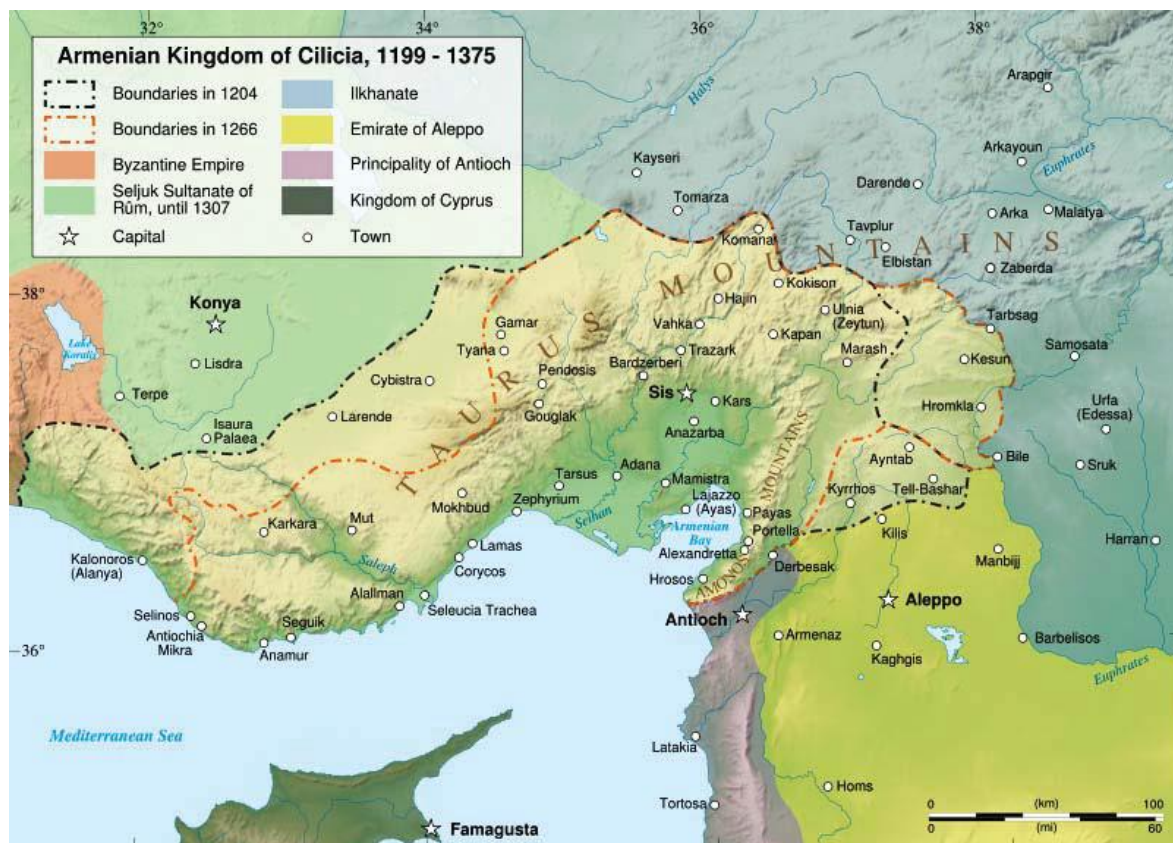 32°
34°
36°
38°
Armenian Kingdom of Cilicia, 1199 - 1375
Boundaries in 1204
Boundaries in 1266
Byzantine Empire
Seljuk Sultanate of
Rûm, until 1307
Capital
Ilkhanate
Emirate of Aleppo
Principality of Antioch
Kingdom of Cyprus
Town
Halys
Arapgir
Kayseri
Arkayoun
Euphrates
Darende
Tomarza
Arka
Malatya
Komana
Tavplur
Elbistan
TAURUS MOUNTAINS
Zaberda
38°
38°
Konya
Kokison
Hajin
Ulnia
(Zeytun)
Gamar
Vahka
Kapan
Tarbsag
Lake
Koralis
Tyana
Trazark
Marash
Samosata
Lisdra
Bardzerberi
Kesun
Cybistra
Pendosis
Terpe
Sis
Kars
Urfa
(Edessa)
Larende
Gouglak
Hromkla
Isaura
Palaea
Anazarba
Ayntab
Bile
Sruk
Tarsus
Adana
Mamistra
AMONOS MOUNTAINS
Tell-Bashar
Mokhbud
Zephyrium
Lajazzo
(Ayas)
Kyrrhos
Karkara
Mut
Seihan
Armenian
Bay
Payas
Portella
Kilis
Harran
Lamas
Alexandretta
Manbijj
Kalonoros
(Alanya)
Saleph
Corycos
Derbesak
Hrosos
Alallman
Seleucia Trachea
Aleppo
Selinos
Antioch
Antiochia
Mikra
Seguik
Armenaz
Barbelisos
Anamur
Kaghgis
36°
36°
Euphrates
Mediterranean Sea
Latakia
Homs
Tortosa
0 (km) 100
0 (mi) 60
Famagusta